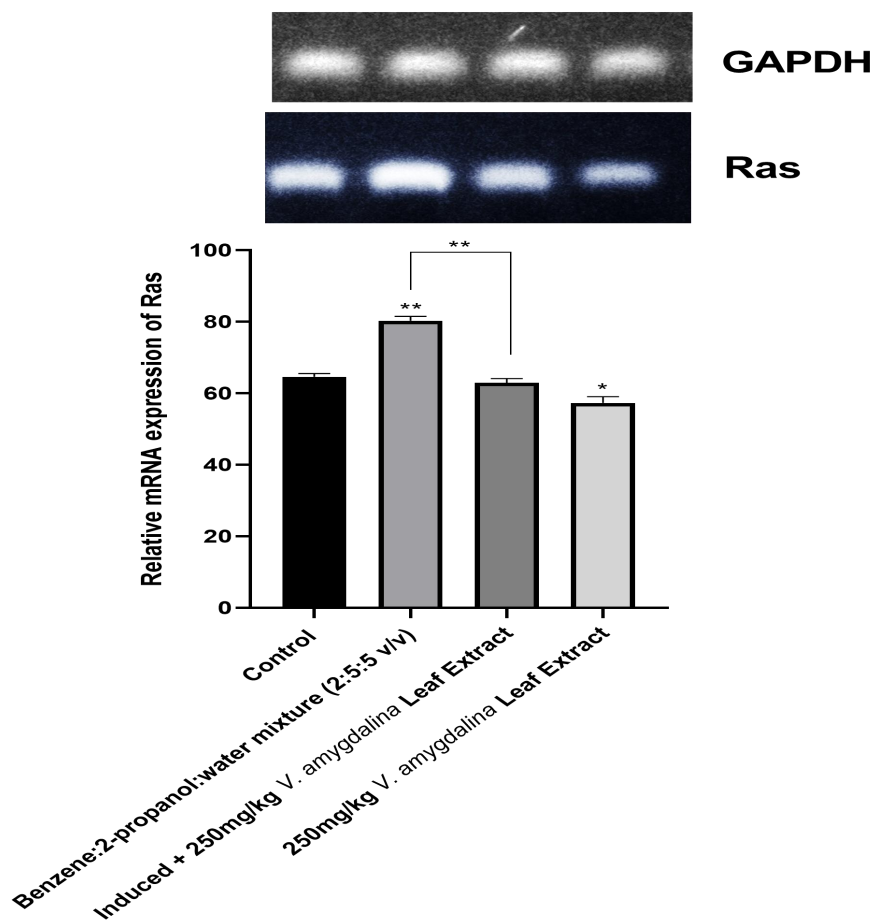 GAPDH
Ras
Relative mRNA expression of Ras
100
80
60
40
20
0
**
**
*
Control
Benzene:2-propanol:water mixture (2:5:5 v/v)
Induced + 250mg/kg V. amygdalina Leaf Extract
250mg/kg V. amygdalina Leaf Extract